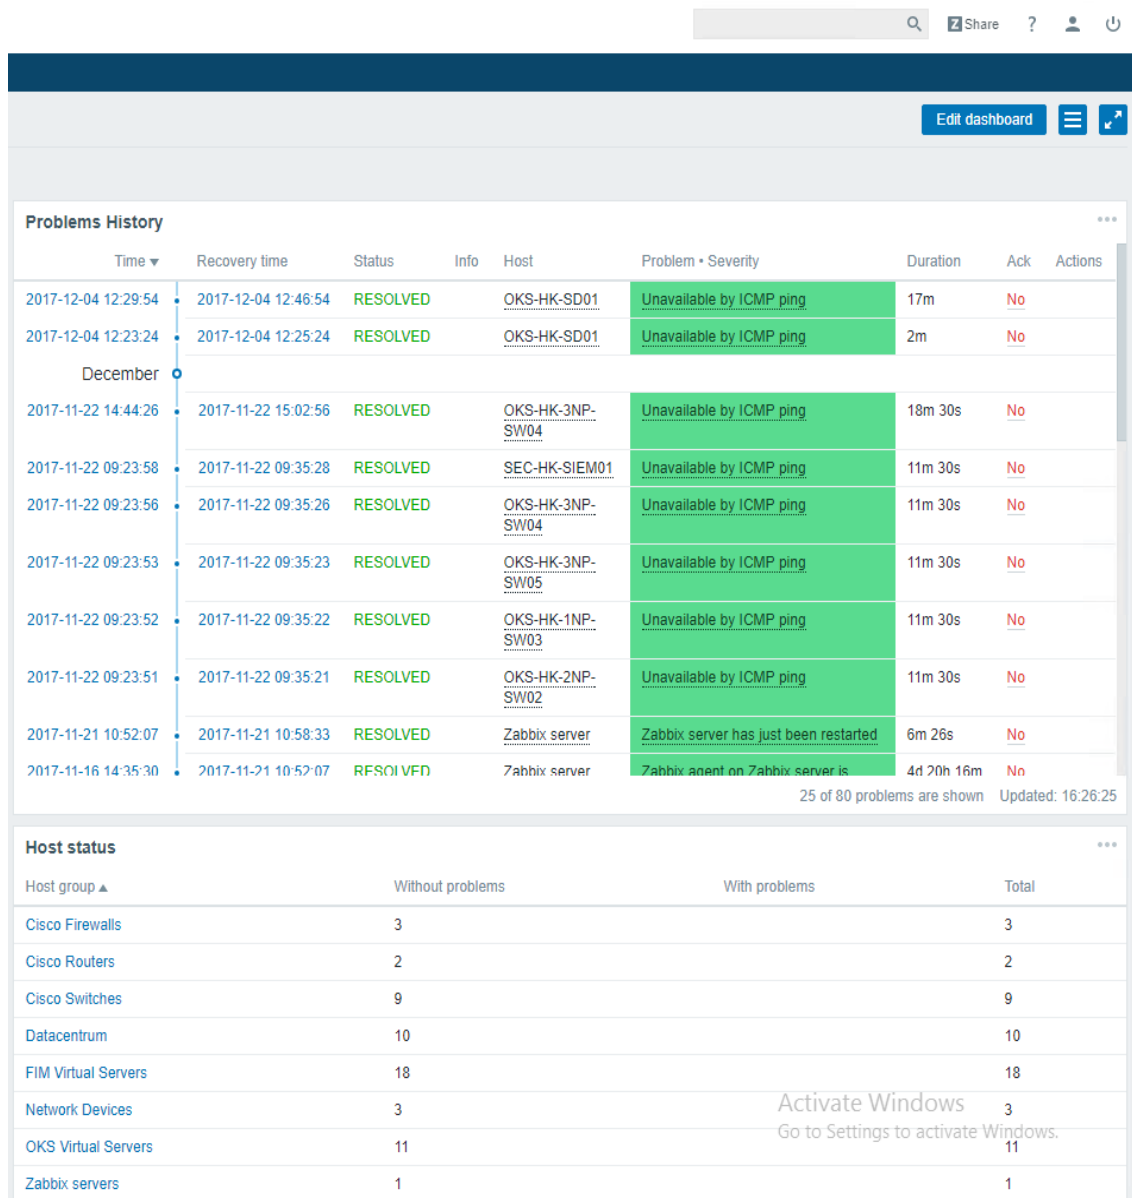 Z Share ?
Edit dashboard
Problems History
Time ▼ Recovery time Status Info Host Problem • Severity Duration Ack Actions
2017-12-04 12:29:54 2017-12-04 12:46:54 RESOLVED OKS-HK-SD01 Unavailable by ICMP ping 17m No
2017-12-04 12:23:24 2017-12-04 12:25:24 RESOLVED OKS-HK-SD01 Unavailable by ICMP ping 2m No
December
2017-11-22 14:44:26 2017-11-22 15:02:56 RESOLVED OKS-HK-3NP- Unavailable by ICMP ping 18m 30s No
SW04
2017-11-22 09:23:58 2017-11-22 09:35:28 RESOLVED SEC-HK-SIEM01 Unavailable by ICMP ping 11m 30s No
2017-11-22 09:23:56 2017-11-22 09:35:26 RESOLVED OKS-HK-3NP- Unavailable by ICMP ping 11m 30s No
SW04
2017-11-22 09:23:53 2017-11-22 09:35:23 RESOLVED OKS-HK-3NP- Unavailable by ICMP ping 11m 30s No
SW05
2017-11-22 09:23:52 2017-11-22 09:35:22 RESOLVED OKS-HK-1NP- Unavailable by ICMP ping 11m 30s No
SW03
2017-11-22 09:23:51 2017-11-22 09:35:21 RESOLVED OKS-HK-2NP- Unavailable by ICMP ping 11m 30s No
SW02
2017-11-21 10:52:07 2017-11-21 10:58:33 RESOLVED Zabbix server Zabbix server has just been restarted 6m 26s No
2017-11-16 14:35:30 2017-11-21 10:52:07 RESOLVED Zabbix server Zabbix agent on Zabbix server is 4d 20h 16m No
25 of 80 problems are shown Updated: 16:26:25
Host status
Host group ▲ Without problems With problems Total
Cisco Firewalls 3 3
Cisco Routers 2 2
Cisco Switches 9 9
Datacentrum 10 10
FIM Virtual Servers 18 18
Network Devices 3 3
OKS Virtual Servers 11 11
Zabbix servers 1 1
Activate Windows
Go to Settings to activate Windows.